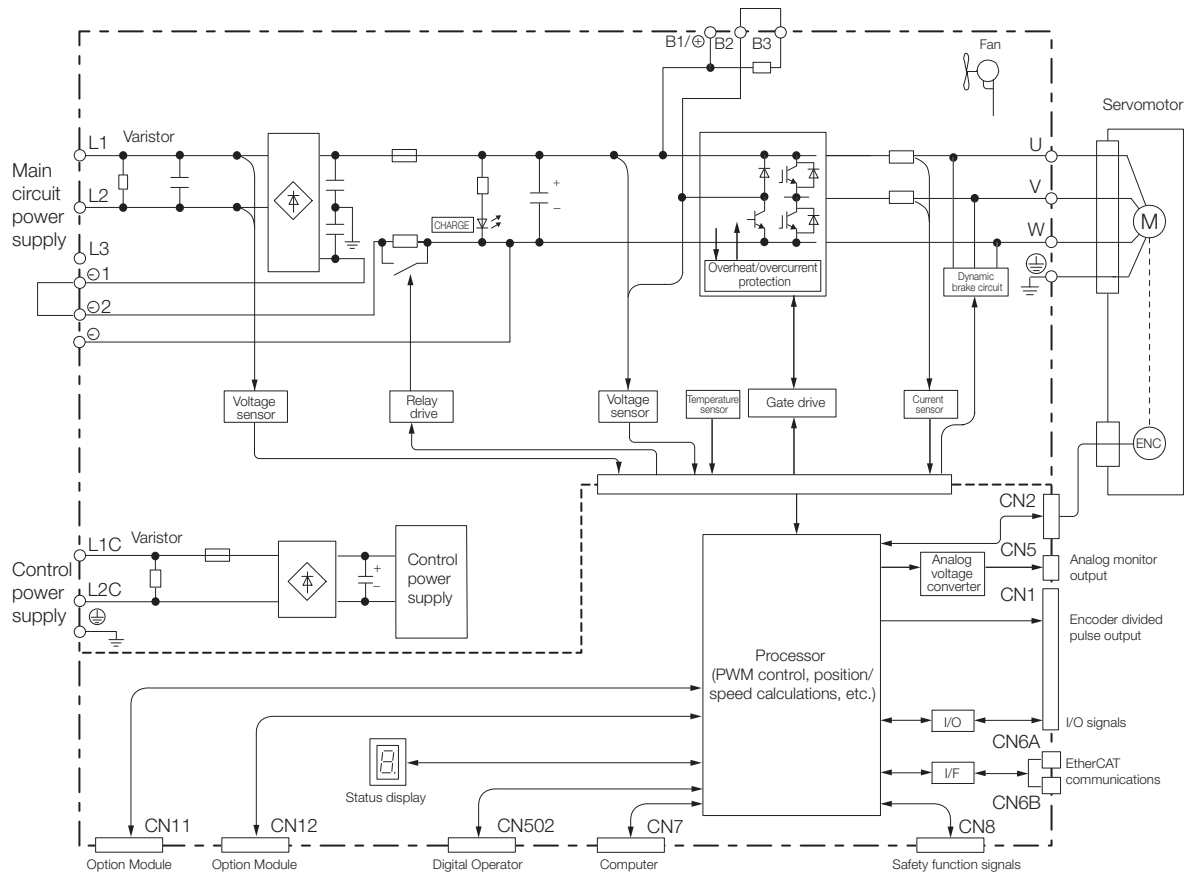 B1/⊕ B2 B3
Fan
Servomotor
Main
circuit
power
supply
L1
Varistor
L2
L3
⊖1
⊖2
⊖
CHARGE
+
−
Overheat/overcurrent
protection
U
V
W
M
Dynamic
brake circuit
Voltage
sensor
Relay
drive
Voltage
sensor
Temperature
sensor
Gate drive
Current
sensor
ENC
Control
power
supply
L1C
Varistor
L2C
+
−
Control
power
supply
CN2
CN5
Analog
voltage
converter
Analog monitor
output
CN1
Encoder divided
pulse output
Processor
(PWM control, position/
speed calculations, etc.)
I/O
I/O signals
CN6A
I/F
EtherCAT
communications
CN6B
8.
Status display
CN11
Option Module
CN12
Option Module
CN502
Digital Operator
CN7
Computer
CN8
Safety function signals